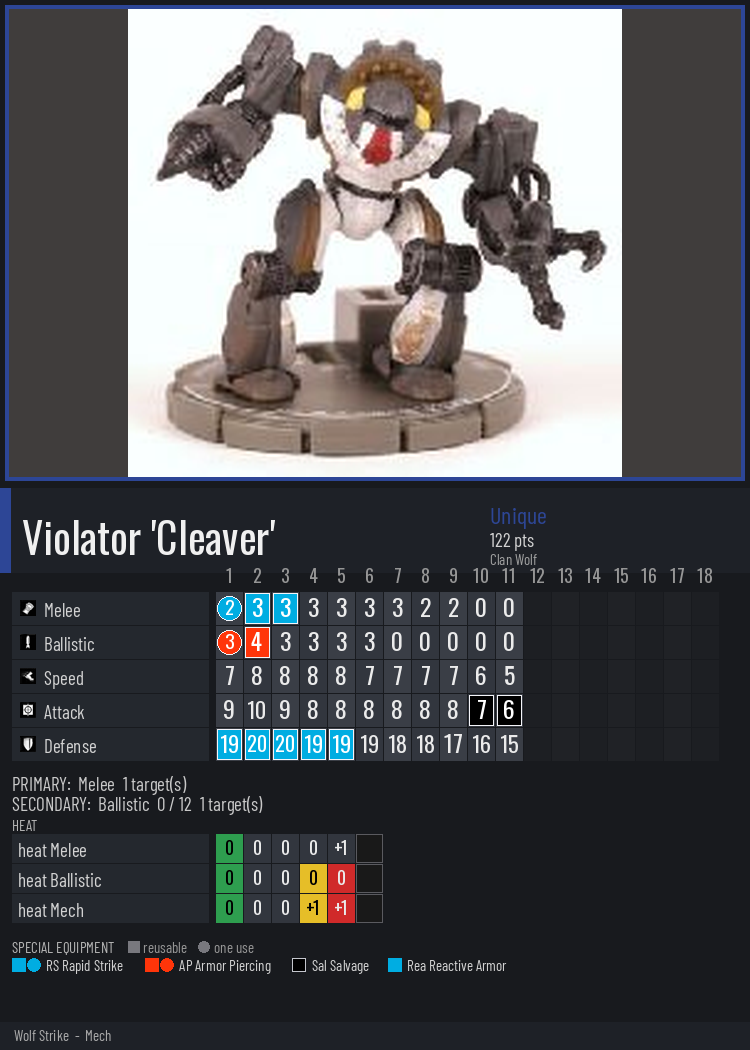 Violator 'Cleaver'
Unique
122 pts
Clan Wolf
1 2 3 4 5 6 7 8 9 10 11 12 13 14 15 16 17 18
Melee 2 3 3 3 3 3 3 2 2 0 0
Ballistic 3 4 3 3 3 3 0 0 0 0 0
Speed 7 8 8 8 8 7 7 7 7 6 5
Attack 9 10 9 8 8 8 8 8 8 7 6
Defense 19 20 20 19 19 19 18 18 17 16 15
PRIMARY: Melee 1 target(s)
SECONDARY: Ballistic 0 / 12 1 target(s)
HEAT
heat Melee 0 0 0 0 +1
heat Ballistic 0 0 0 0 0
heat Mech 0 0 0 +1 +1
SPECIAL EQUIPMENT reusable one use
RS Rapid Strike AP Armor Piercing Sal Salvage Rea Reactive Armor
Wolf Strike - Mech